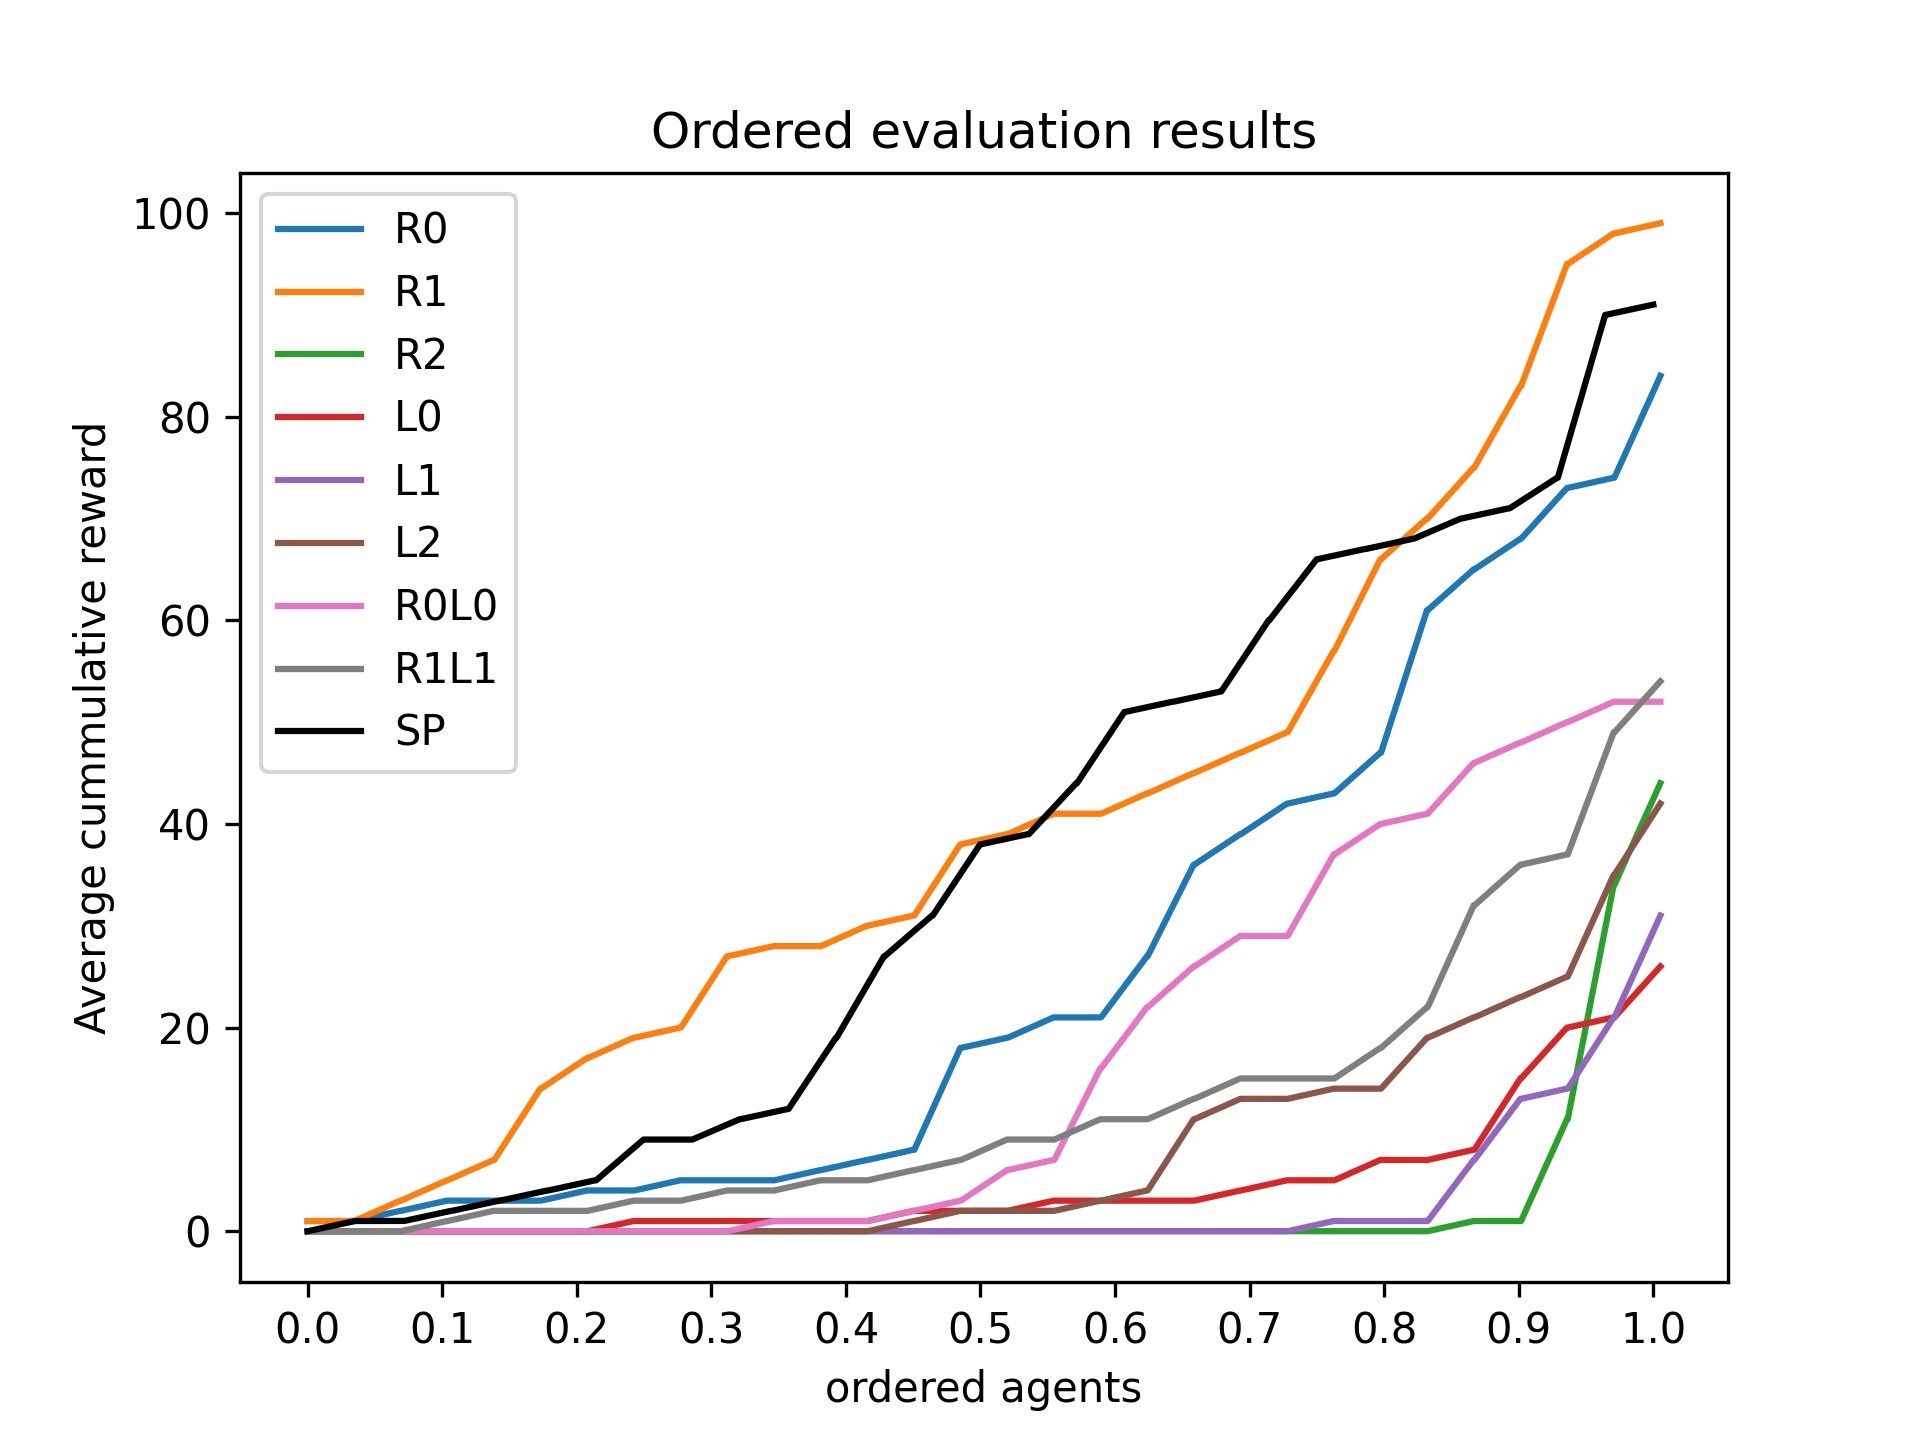 Ordered evaluation results
Average cummulative reward
100
80
60
40
20
0
R0
R1
R2
L0
L1
L2
R0L0
R1L1
SP
0.0 0.1 0.2 0.3 0.4 0.5 0.6 0.7 0.8 0.9 1.0
ordered agents